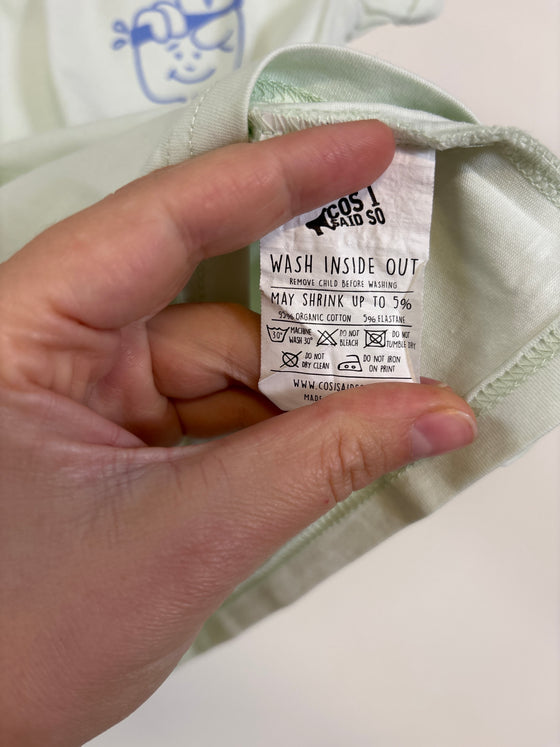 COS I
SAID SO
WASH INSIDE OUT
REMOVE CHILD BEFORE WASHING
MAY SHRINK UP TO 5%
95% ORGANIC COTTON 5% ELASTANE
30° MACHINE WASH 30° DO NOT BLEACH DO NOT TUMBLE DRY
DO NOT DRY CLEAN DO NOT IRON ON PRINT